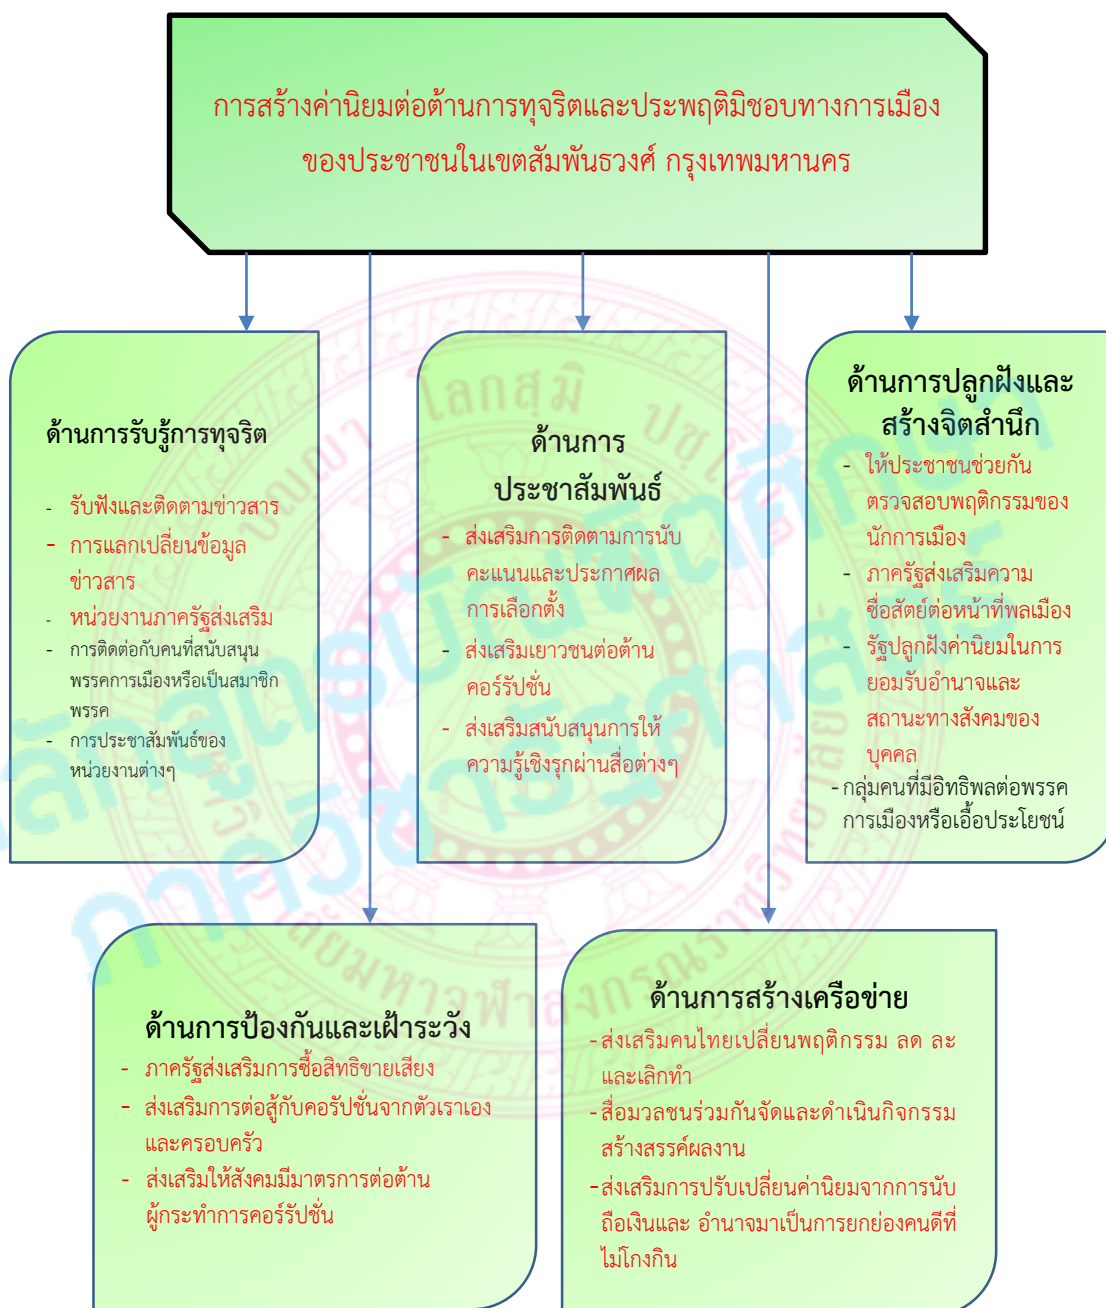 การสร้างค่านิยมต่อต้านการทุจริตและประพฤติมิชอบทางการเมือง
ของประชาชนในเขตสัมพันธวงศ์ กรุงเทพมหานคร
ด้านการรับรู้การทุจริต
- รับฟังและติดตามข่าวสาร
- การแลกเปลี่ยนข้อมูล
ข่าวสาร
- หน่วยงานภาครัฐส่งเสริม
- การติดต่อกับคนที่สนับสนุน
พรรคการเมืองหรือเป็นสมาชิก
พรรค
- การประชาสัมพันธ์ของ
หน่วยงานต่างๆ
ด้านการ
ประชาสัมพันธ์
- ส่งเสริมการติดตามการนับ
คะแนนและประกาศผล
การเลือกตั้ง
- ส่งเสริมเยาวชนต่อต้าน
คอร์รัปชั่น
- ส่งเสริมสนับสนุนการให้
ความรู้เชิงรุกผ่านสื่อต่างๆ
ด้านการปลูกฝังและ
สร้างจิตสำนึก
- ให้ประชาชนช่วยกัน
ตรวจสอบพฤติกรรมของ
นักการเมือง
- ภาครัฐส่งเสริมความ
ซื่อสัตย์ต่อหน้าที่พลเมือง
- รัฐปลูกฝังค่านิยมในการ
ยอมรับอำนาจและ
สถานะทางสังคมของ
บุคคล
- กลุ่มคนที่มีอิทธิพลต่อพรรค
การเมืองหรือเอื้อประโยชน์
ด้านการป้องกันและเฝ้าระวัง
- ภาครัฐส่งเสริมการซื้อสิทธิขายเสียง
- ส่งเสริมการต่อสู้กับคอรัปชั่นจากตัวเราเอง
และครอบครัว
- ส่งเสริมให้สังคมมีมาตรการต่อต้าน
ผู้กระทำการคอร์รัปชั่น
ด้านการสร้างเครือข่าย
- ส่งเสริมคนไทยเปลี่ยนพฤติกรรม ลด ละ
และเลิกทำ
- สื่อมวลชนร่วมกันจัดและดำเนินกิจกรรม
สร้างสรรค์ผลงาน
- ส่งเสริมการปรับเปลี่ยนค่านิยมจากการนับ
ถือเงินและ อำนาจมาเป็นการยกย่องคนดีที่
ไม่โกงกิน
โลกสฺมิ
หลักสูตรบัณฑิตศึกษา
ภาควิชารัฐศาสตร์